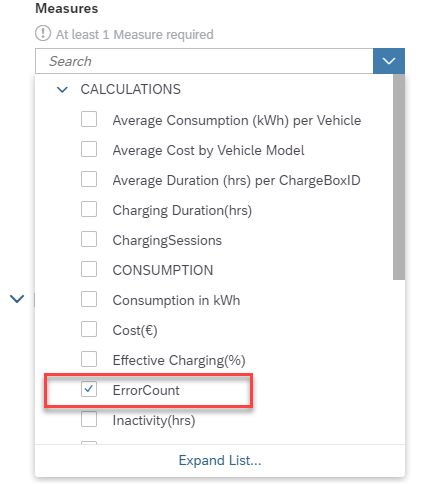 Measures
At least 1 Measure required
Search
CALCULATIONS
Average Consumption (kWh) per Vehicle
Average Cost by Vehicle Model
Average Duration (hrs) per ChargeBoxID
Charging Duration(hrs)
ChargingSessions
CONSUMPTION
Consumption in kWh
Cost(€)
Effective Charging(%)
ErrorCount
Inactivity(hrs)
Expand List...